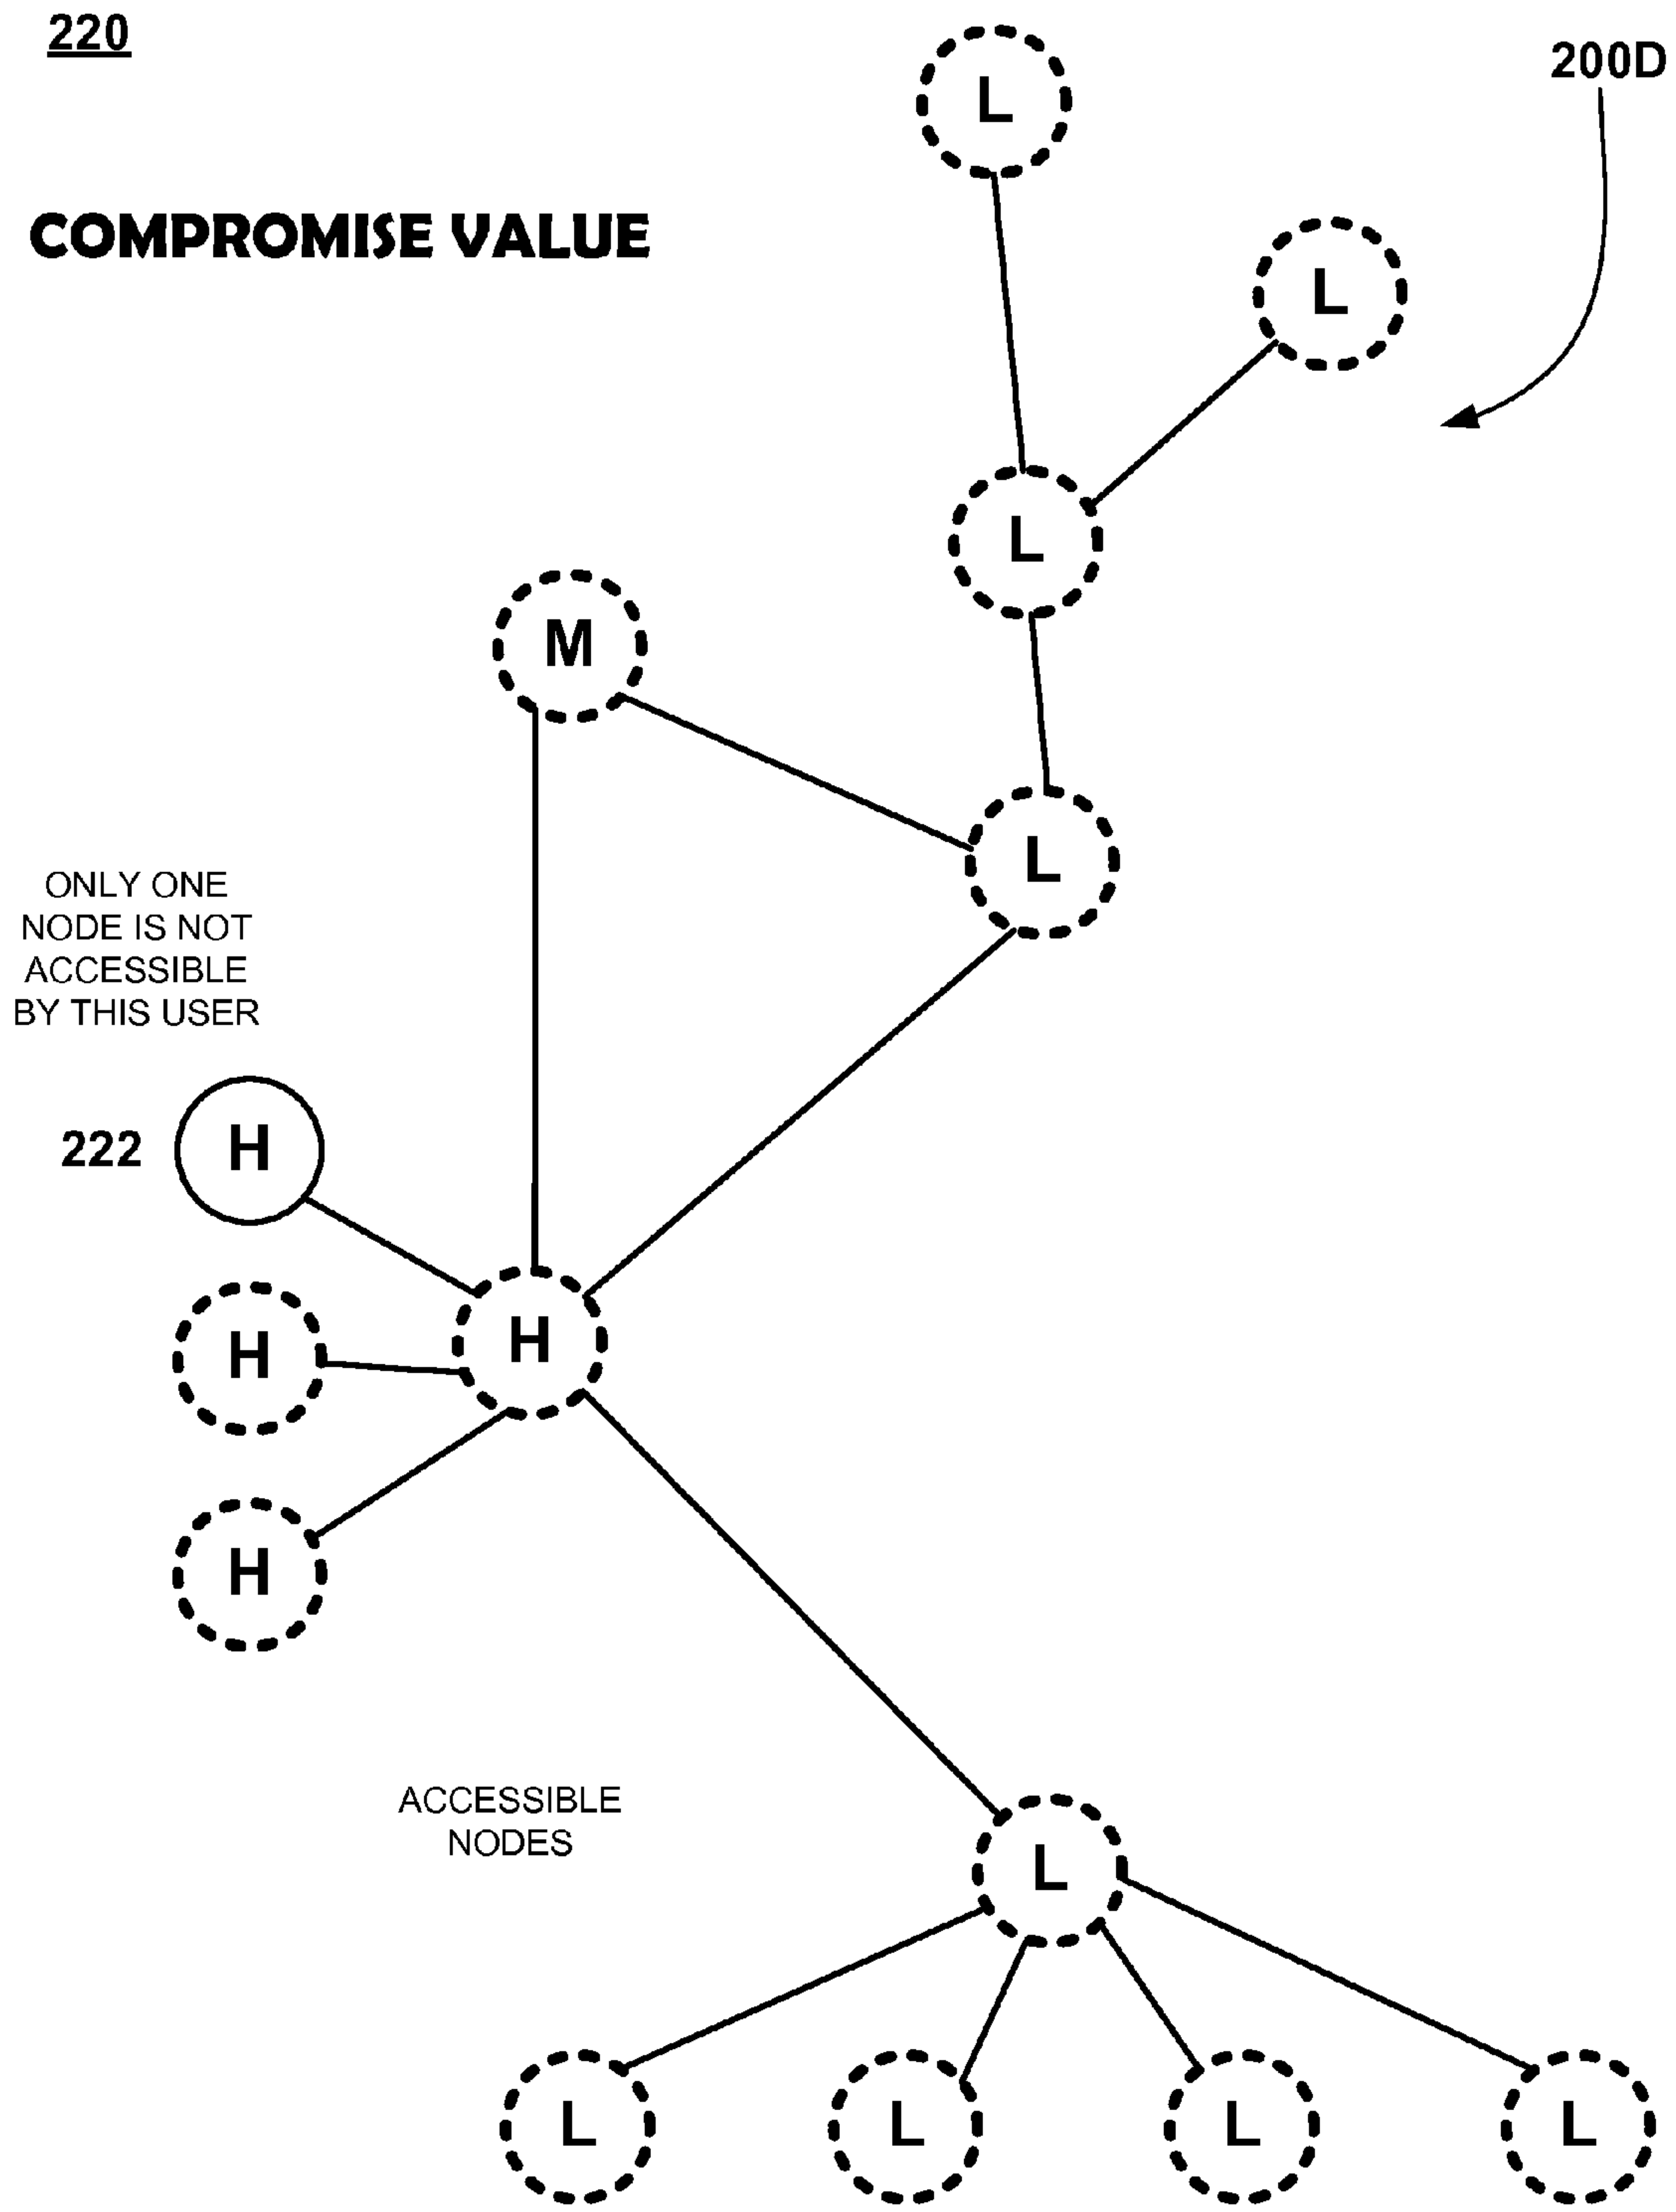 220
200D
L
COMPROMISE VALUE
L
L
M
L
ONLY ONE
NODE IS NOT
ACCESSIBLE
BY THIS USER
222
H
H
H
H
ACCESSIBLE
NODES
L
L
L
L
L